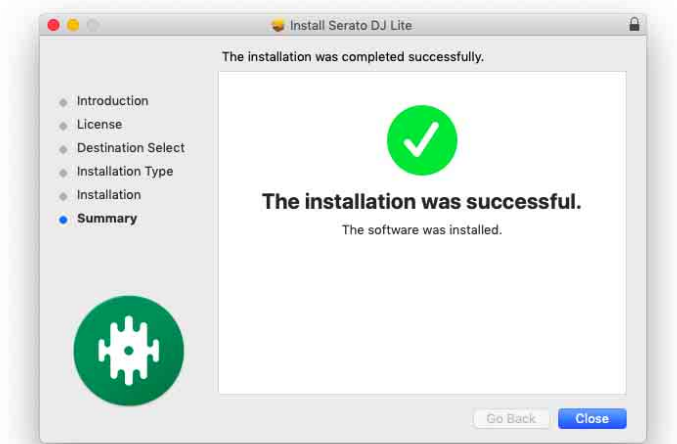 Install Serato DJ Lite
The installation was completed successfully.
Introduction
License
Destination Select
Installation Type
Installation
Summary
The installation was successful.
The software was installed.
Go Back
Close